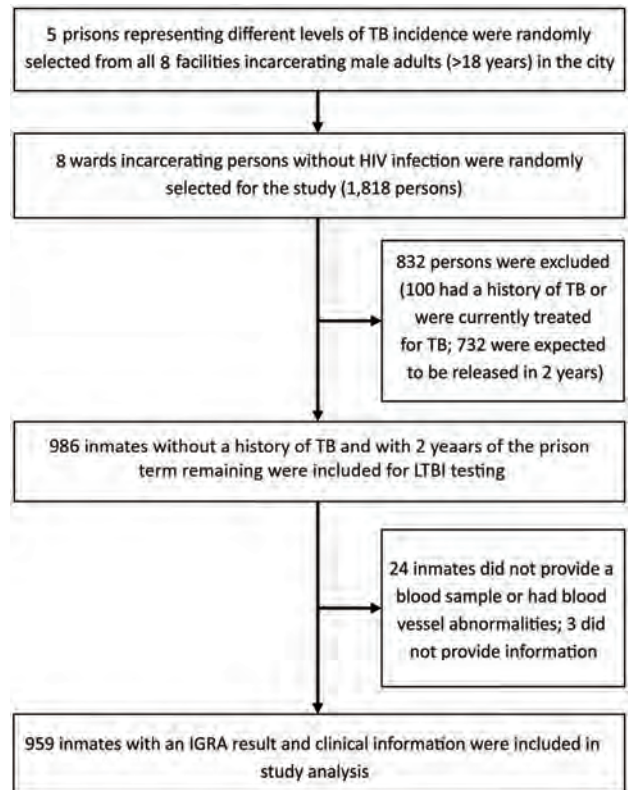 5 prisons representing different levels of TB incidence were randomly
selected from all 8 facilities incarcerating male adults (>18 years) in the city
8 wards incarcerating persons without HIV infection were randomly
selected for the study (1,818 persons)
832 persons were excluded
(100 had a history of TB or
were currently treated
for TB; 732 were expected
to be released in 2 years)
986 inmates without a history of TB and with 2 yeaars of the prison
term remaining were included for LTBI testing
24 inmates did not provide a
blood sample or had blood
vessel abnormalities; 3 did
not provide information
959 inmates with an IGRA result and clinical information were included in
study analysis